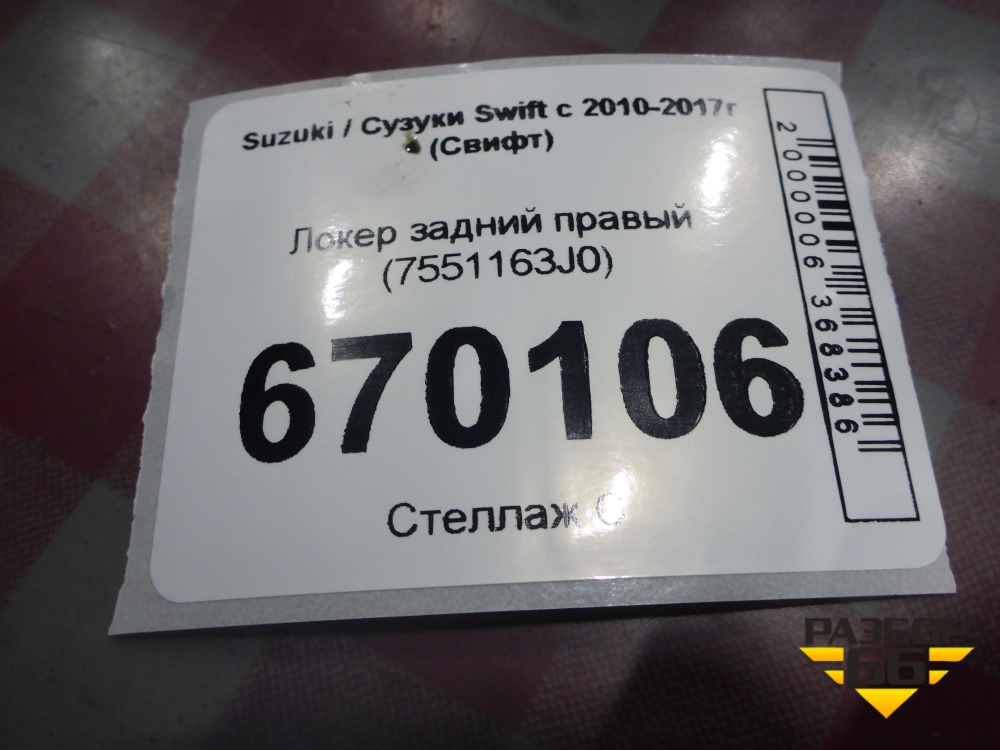 Suzuki / Сузуки Swift с 2010-2017г
(Свифт)
Локер задний правый
(7551163J0)
670106
Стеллаж С
2 000006 368386
РАЗБОР
66